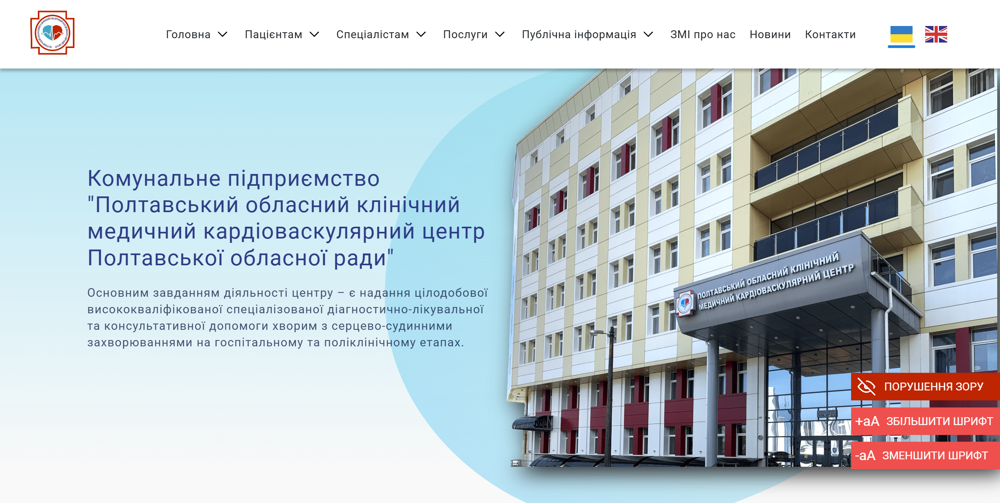 Головна
Пацієнтам
Спеціалістам
Послуги
Публічна інформація
ЗМІ про нас
Новини
Контакти
Комунальне підприємство
"Полтавський обласний клінічний
медичний кардіоваскулярний центр
Полтавської обласної ради"
Основним завданням діяльності центру – є надання цілодобової
висококваліфікованої спеціалізованої діагностично-лікувальної
та консультативної допомоги хворим з серцево-судинними
захворюваннями на госпітальному та поліклінічному етапах.
ПОЛТАВСЬКИЙ ОБЛАСНИЙ КЛІНІЧНИЙ
МЕДИЧНИЙ КАРДІОВАСКУЛЯРНИЙ ЦЕНТР
ПОРУШЕННЯ ЗОРУ
+aA ЗБІЛЬШИТИ ШРИФТ
-aA ЗМЕНШИТИ ШРИФТ